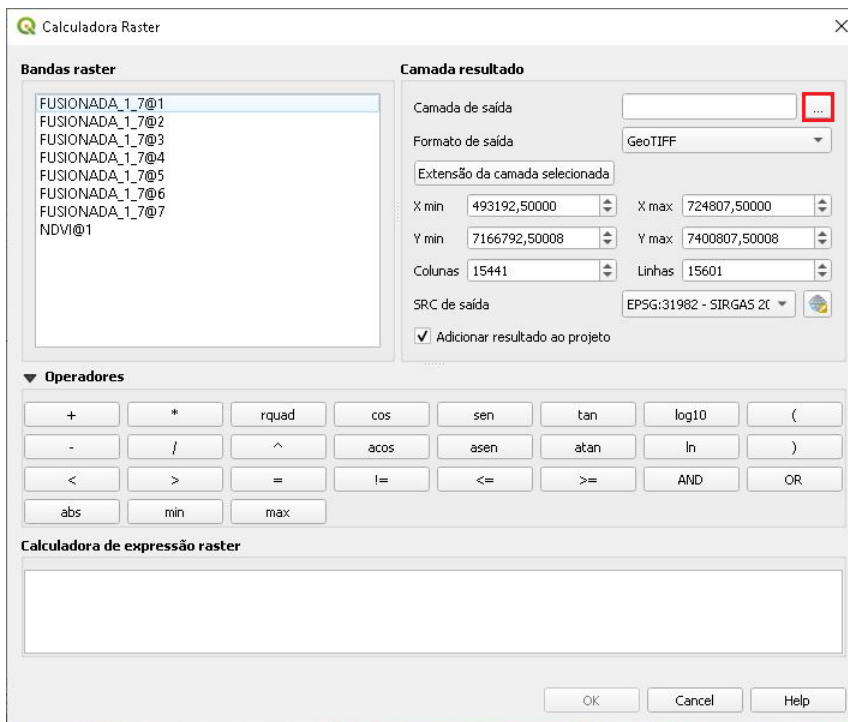 Calculadora Raster
Bandas raster
FUSIONADA_1_7@1
FUSIONADA_1_7@2
FUSIONADA_1_7@3
FUSIONADA_1_7@4
FUSIONADA_1_7@5
FUSIONADA_1_7@6
FUSIONADA_1_7@7
NDVI@1
Camada resultado
Camada de saída ...
Formato de saída GeoTIFF
Extensão da camada selecionada
X min 493192,50000 X max 724807,50000
Y min 7166792,50008 Y max 7400807,50008
Colunas 15441 Linhas 15601
SRC de saída EPSG:31982 - SIRGAS 20
Adicionar resultado ao projeto
Operadores
+ * rquad cos sen tan log10 (
- / ^ acos asen atan ln )
< > = != <= >= AND OR
abs min max
Calculadora de expressão raster
OK Cancel Help